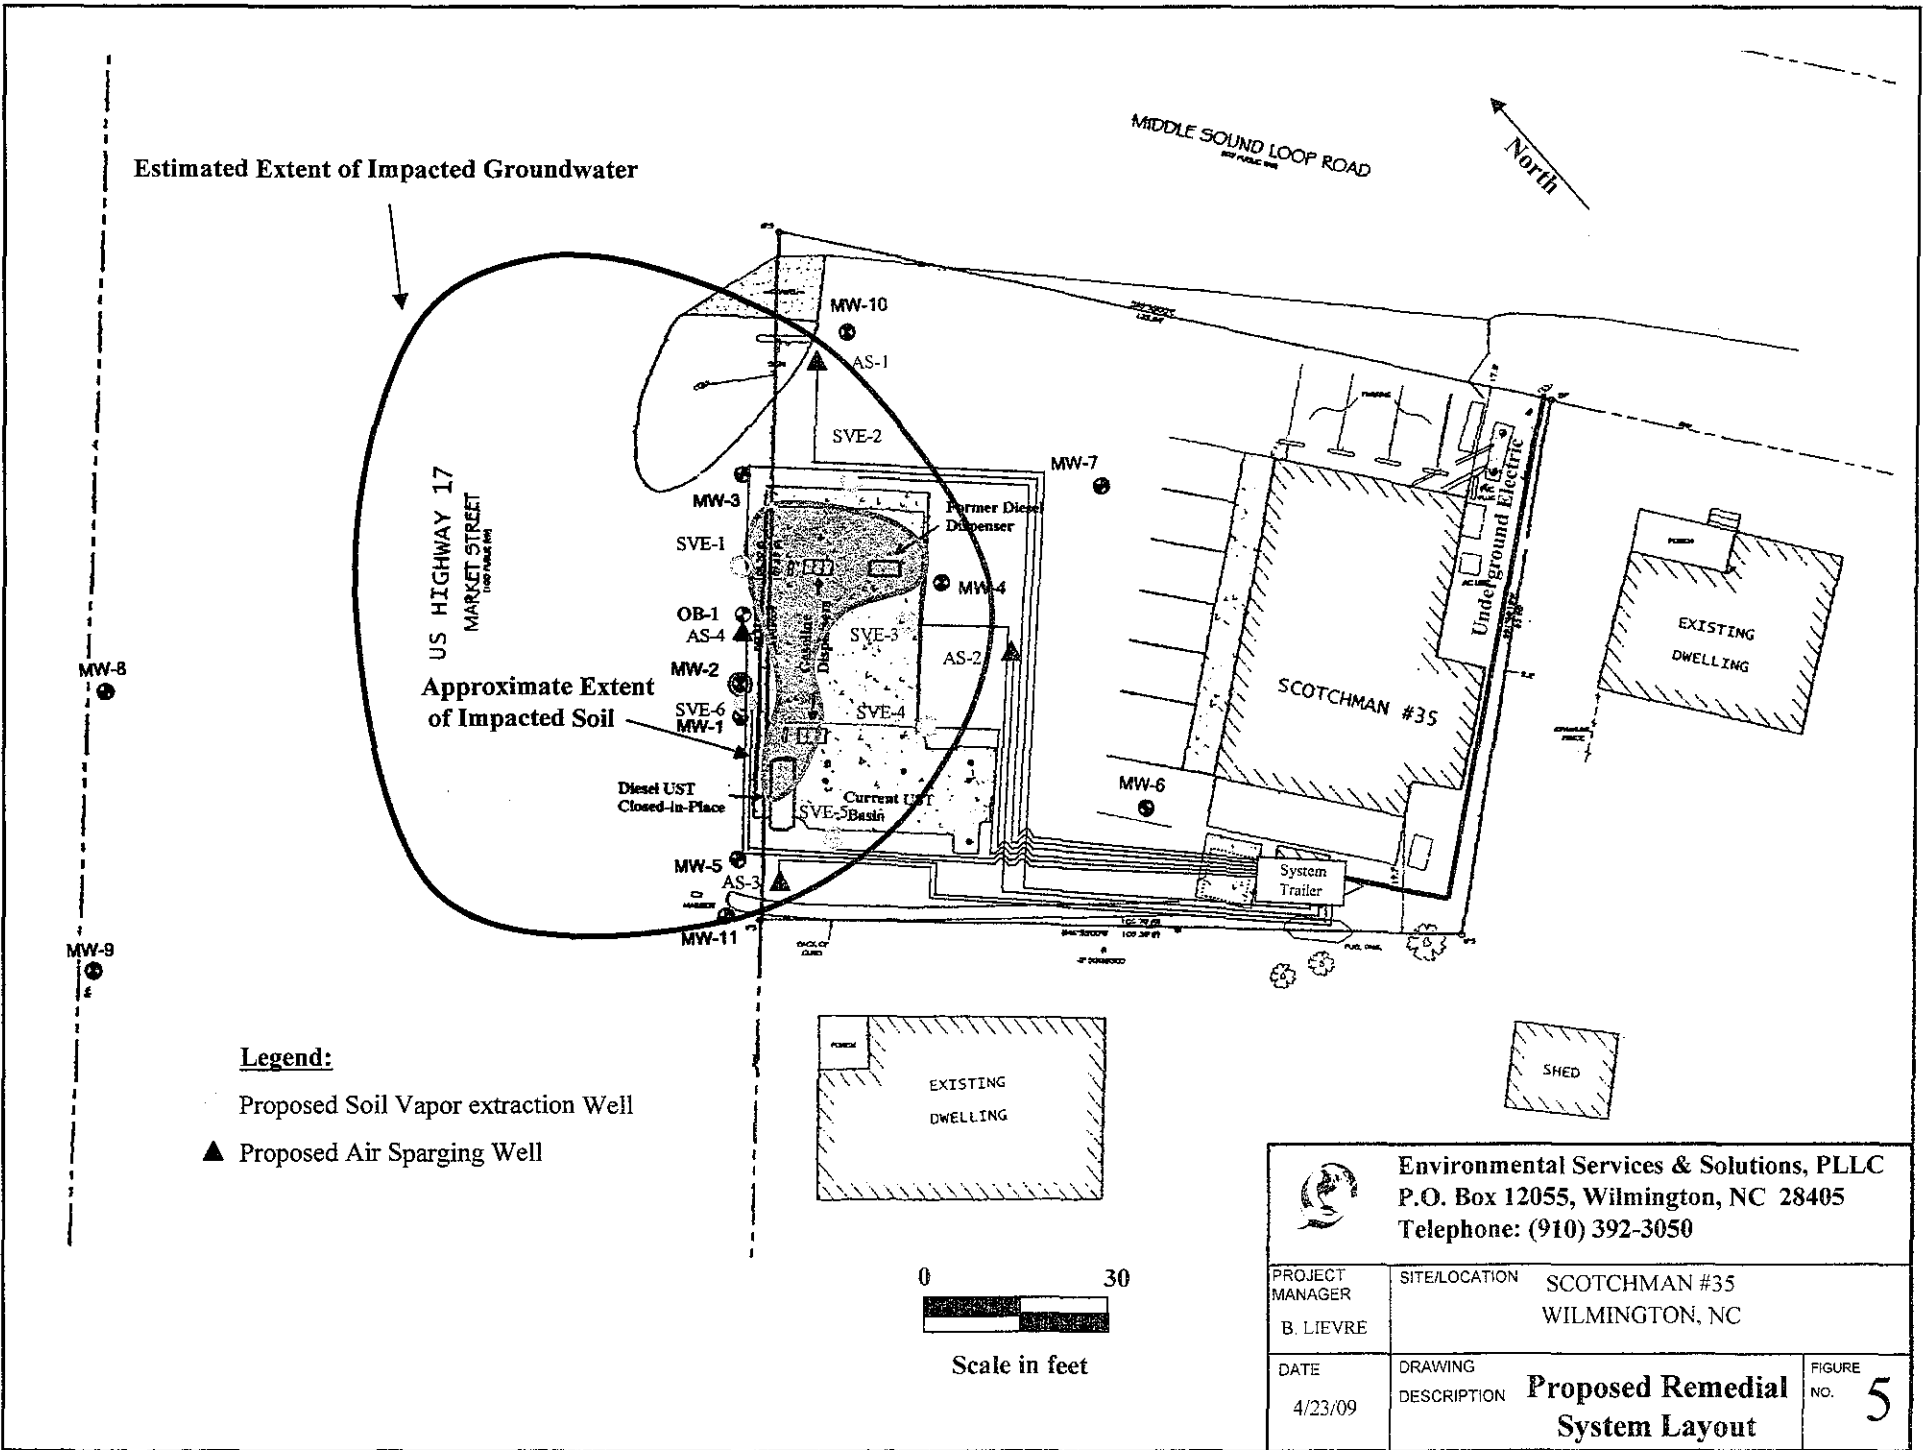 MIDDLE SOUND LOOP ROAD
North
Estimated Extent of Impacted Groundwater
MW-10
AS-1
SVE-2
MW-7
MW-3
Former Diesel
Dispenser
US HIGHWAY 17
MARKET STREET
SVE-1
MW-4
OB-1
AS-4
SVE-3
AS-2
Gasoline
Underground Electric
PORCH
EXISTING
DWELLING
MW-8
MW-2
Approximate Extent
of Impacted Soil
SVE-6
MW-1
SVE-4
SCOTCHMAN #35
MW-6
Diesel UST
Closed-in-Place
SVE-5
Current UST
Basin
MW-5
AS-3
System
Trailer
MW-11
MW-9
Legend:
Proposed Soil Vapor extraction Well
Proposed Air Sparging Well
PORCH
EXISTING
DWELLING
SHED
0 30
Scale in feet
Environmental Services & Solutions, PLLC
P.O. Box 12055, Wilmington, NC 28405
Telephone: (910) 392-3050
PROJECT
MANAGER
B. LIEVRE
SITE/LOCATION
SCOTCHMAN #35
WILMINGTON, NC
DATE
4/23/09
DRAWING
DESCRIPTION
Proposed Remedial
System Layout
FIGURE
NO.
5